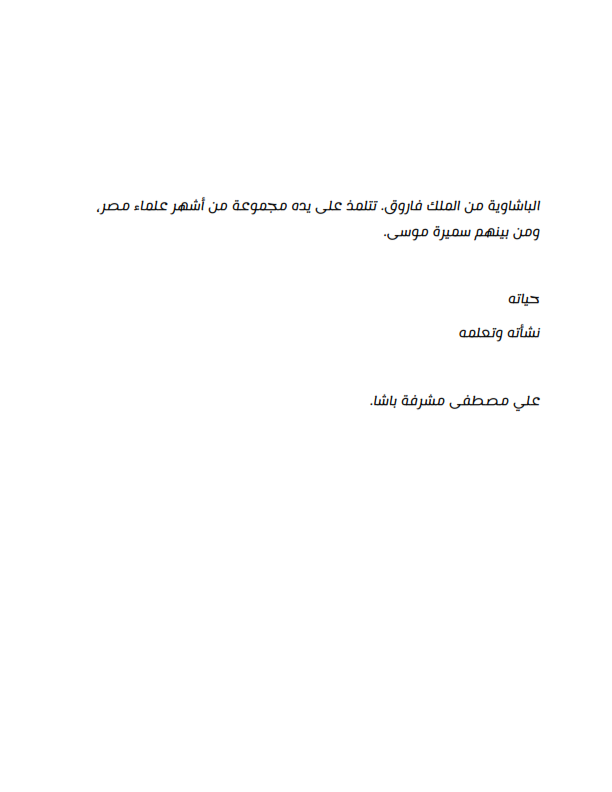 الباشاوية من الملك فاروق. تتلمذ على يده مجموعة من أشهر علماء مصر،
ومن بينهم سميرة موسى.
حياته
نشأته وتعلمه
علي مصطفى مشرفة باشا.